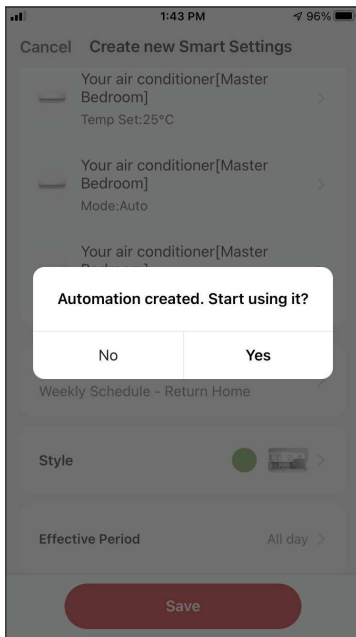 1:43 PM
96%
Cancel Create new Smart Settings
Your air conditioner[Master
Bedroom]
Temp Set:25°C
Your air conditioner[Master
Bedroom]
Mode:Auto
Your air conditioner[Master
Automation created. Start using it?
No Yes
Weekly Schedule - Return Home
Style
Effective Period All day
Save